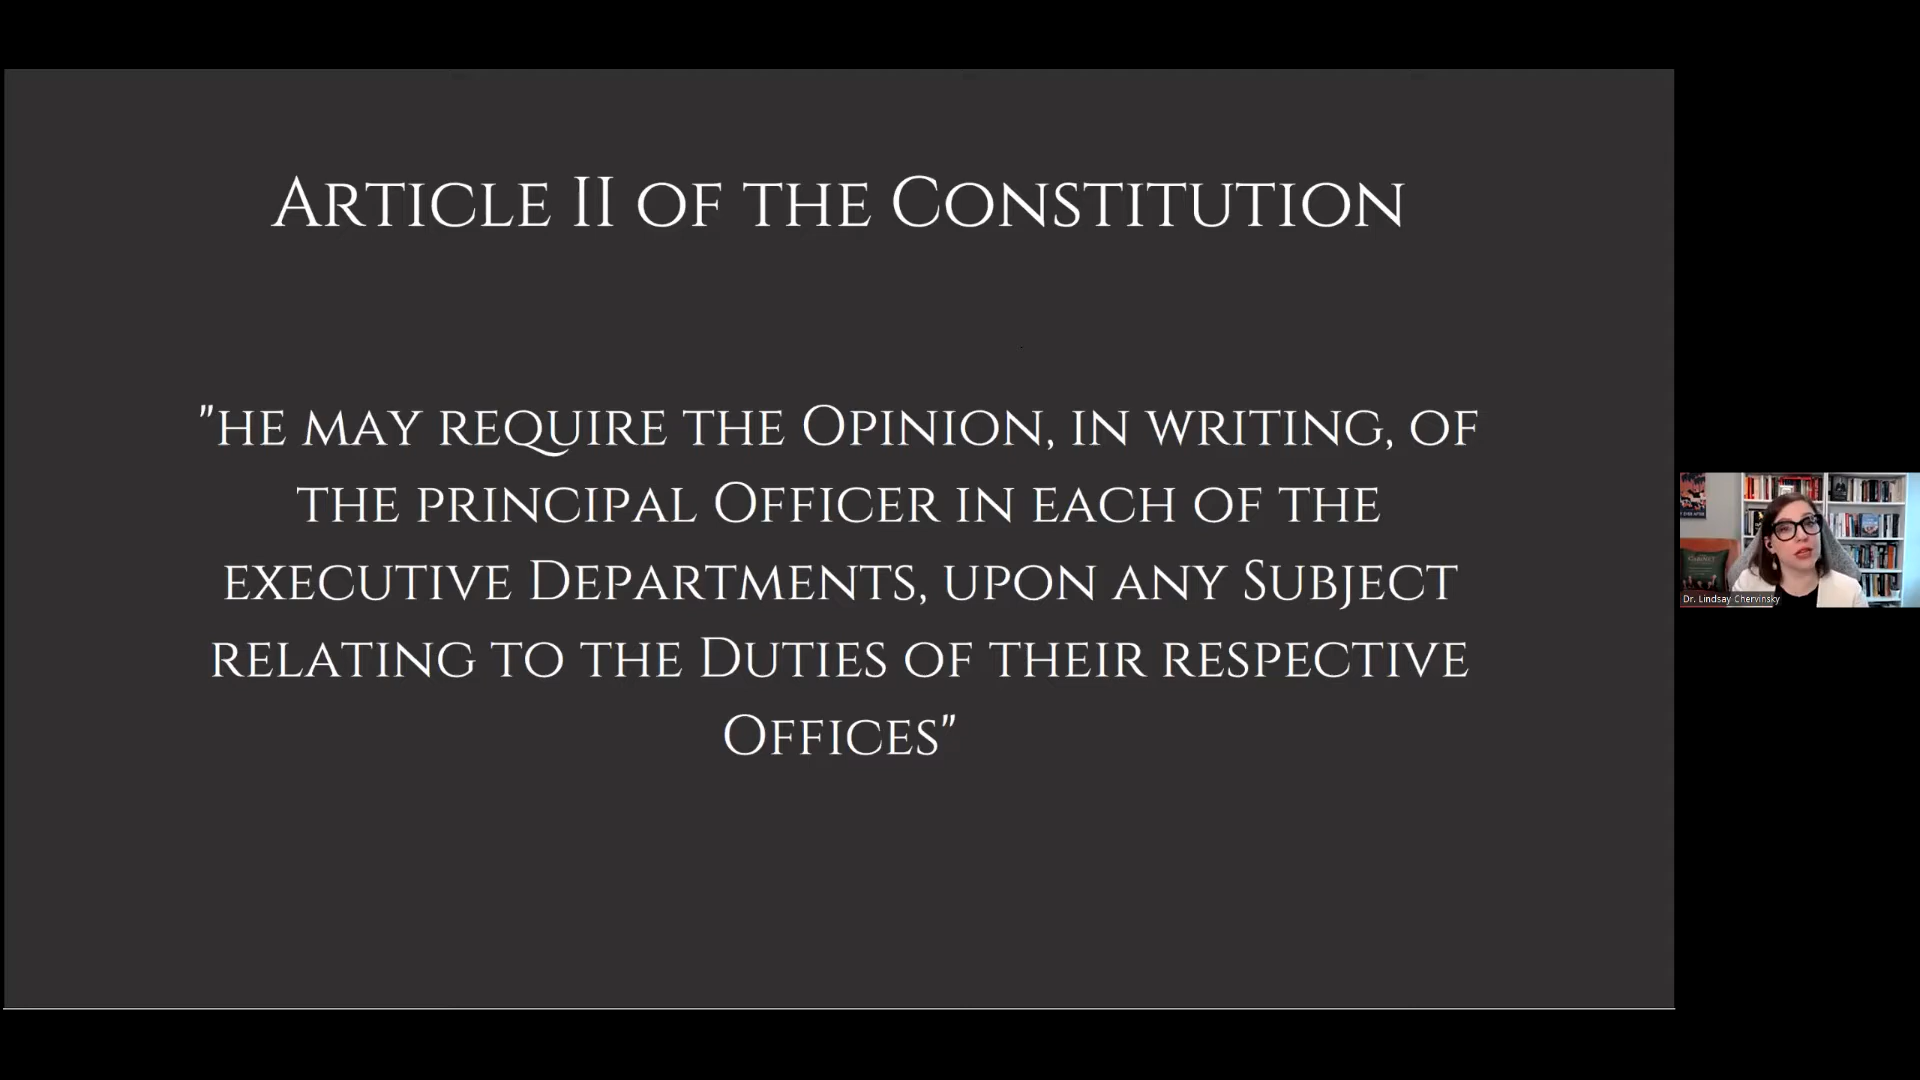 Article II of the Constitution
"he may require the Opinion, in writing, of
the principal Officer in each of the
executive Departments, upon any Subject
relating to the Duties of their respective
Offices"
Dr. Lindsay Chervinsky